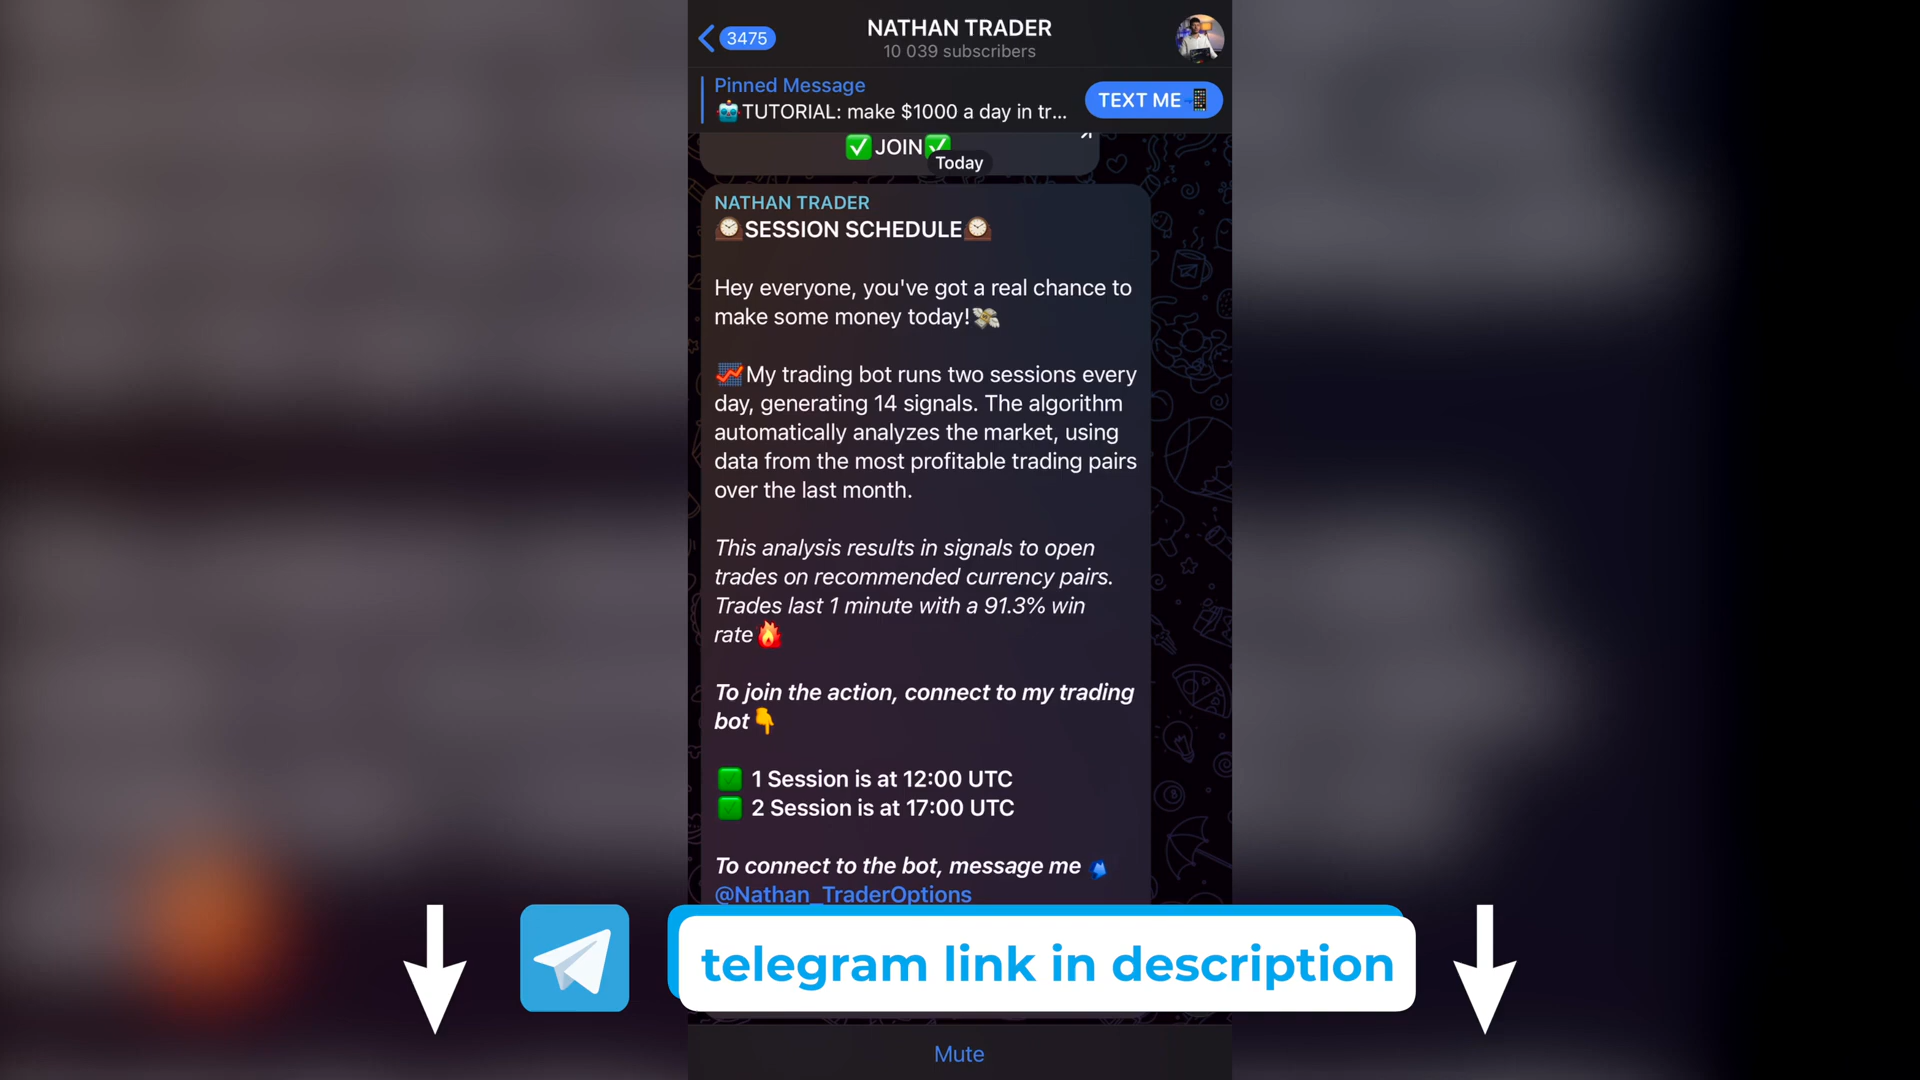 3475
NATHAN TRADER
10 039 subscribers
Pinned Message
🤖TUTORIAL: make $1000 a day in tr...
TEXT ME📱
✅JOIN✅
Today
NATHAN TRADER
🕰SESSION SCHEDULE🕰
Hey everyone, you've got a real chance to
make some money today!💸
📈My trading bot runs two sessions every
day, generating 14 signals. The algorithm
automatically analyzes the market, using
data from the most profitable trading pairs
over the last month.
This analysis results in signals to open
trades on recommended currency pairs.
Trades last 1 minute with a 91.3% win
rate🔥
To join the action, connect to my trading
bot👇
✅ 1 Session is at 12:00 UTC
✅ 2 Session is at 17:00 UTC
To connect to the bot, message me
@Nathan_TraderOptions
telegram link in description
Mute